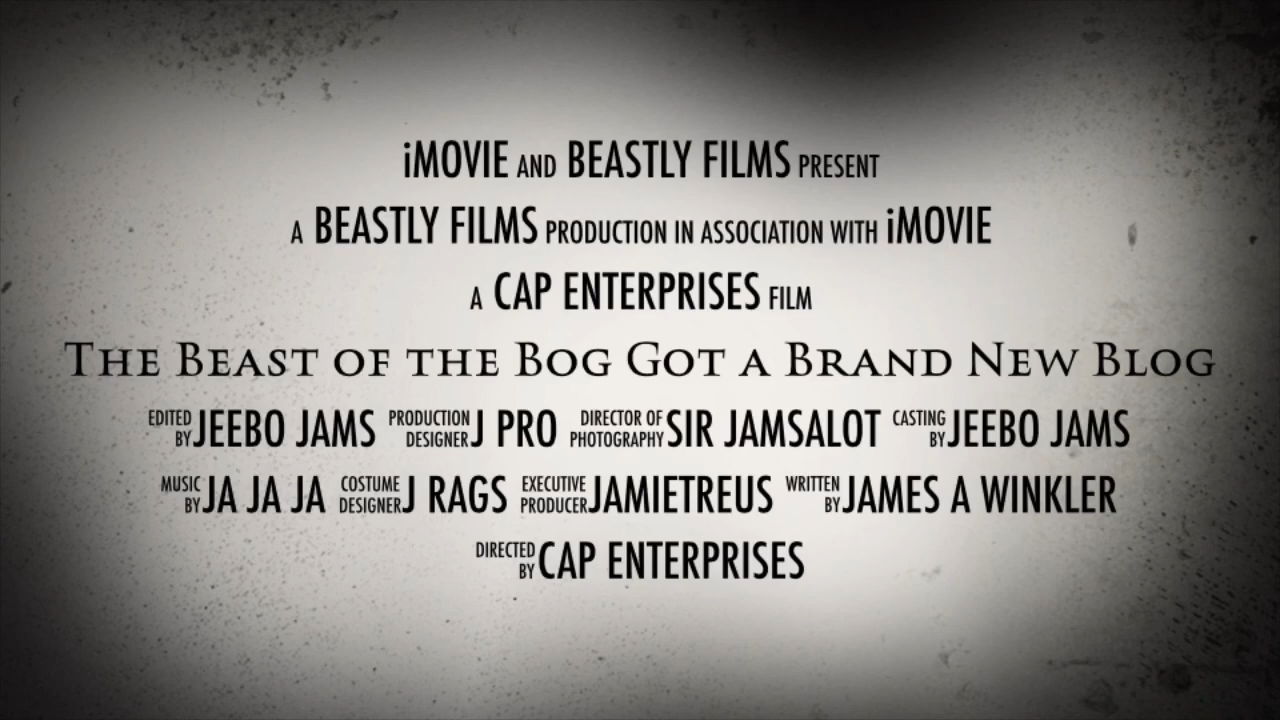 iMOVIE AND BEASTLY FILMS PRESENT
A BEASTLY FILMS PRODUCTION IN ASSOCIATION WITH iMOVIE
A CAP ENTERPRISES FILM
THE BEAST OF THE BOG GOT A BRAND NEW BLOG
EDITED BY JEEBO JAMS PRODUCTION DESIGNER J PRO DIRECTOR OF PHOTOGRAPHY SIR JAMSALOT CASTING BY JEEBO JAMS
MUSIC BY JA JA JA COSTUME DESIGNER J RAGS EXECUTIVE PRODUCER JAMIETREUS WRITTEN BY JAMES A WINKLER
DIRECTED BY CAP ENTERPRISES